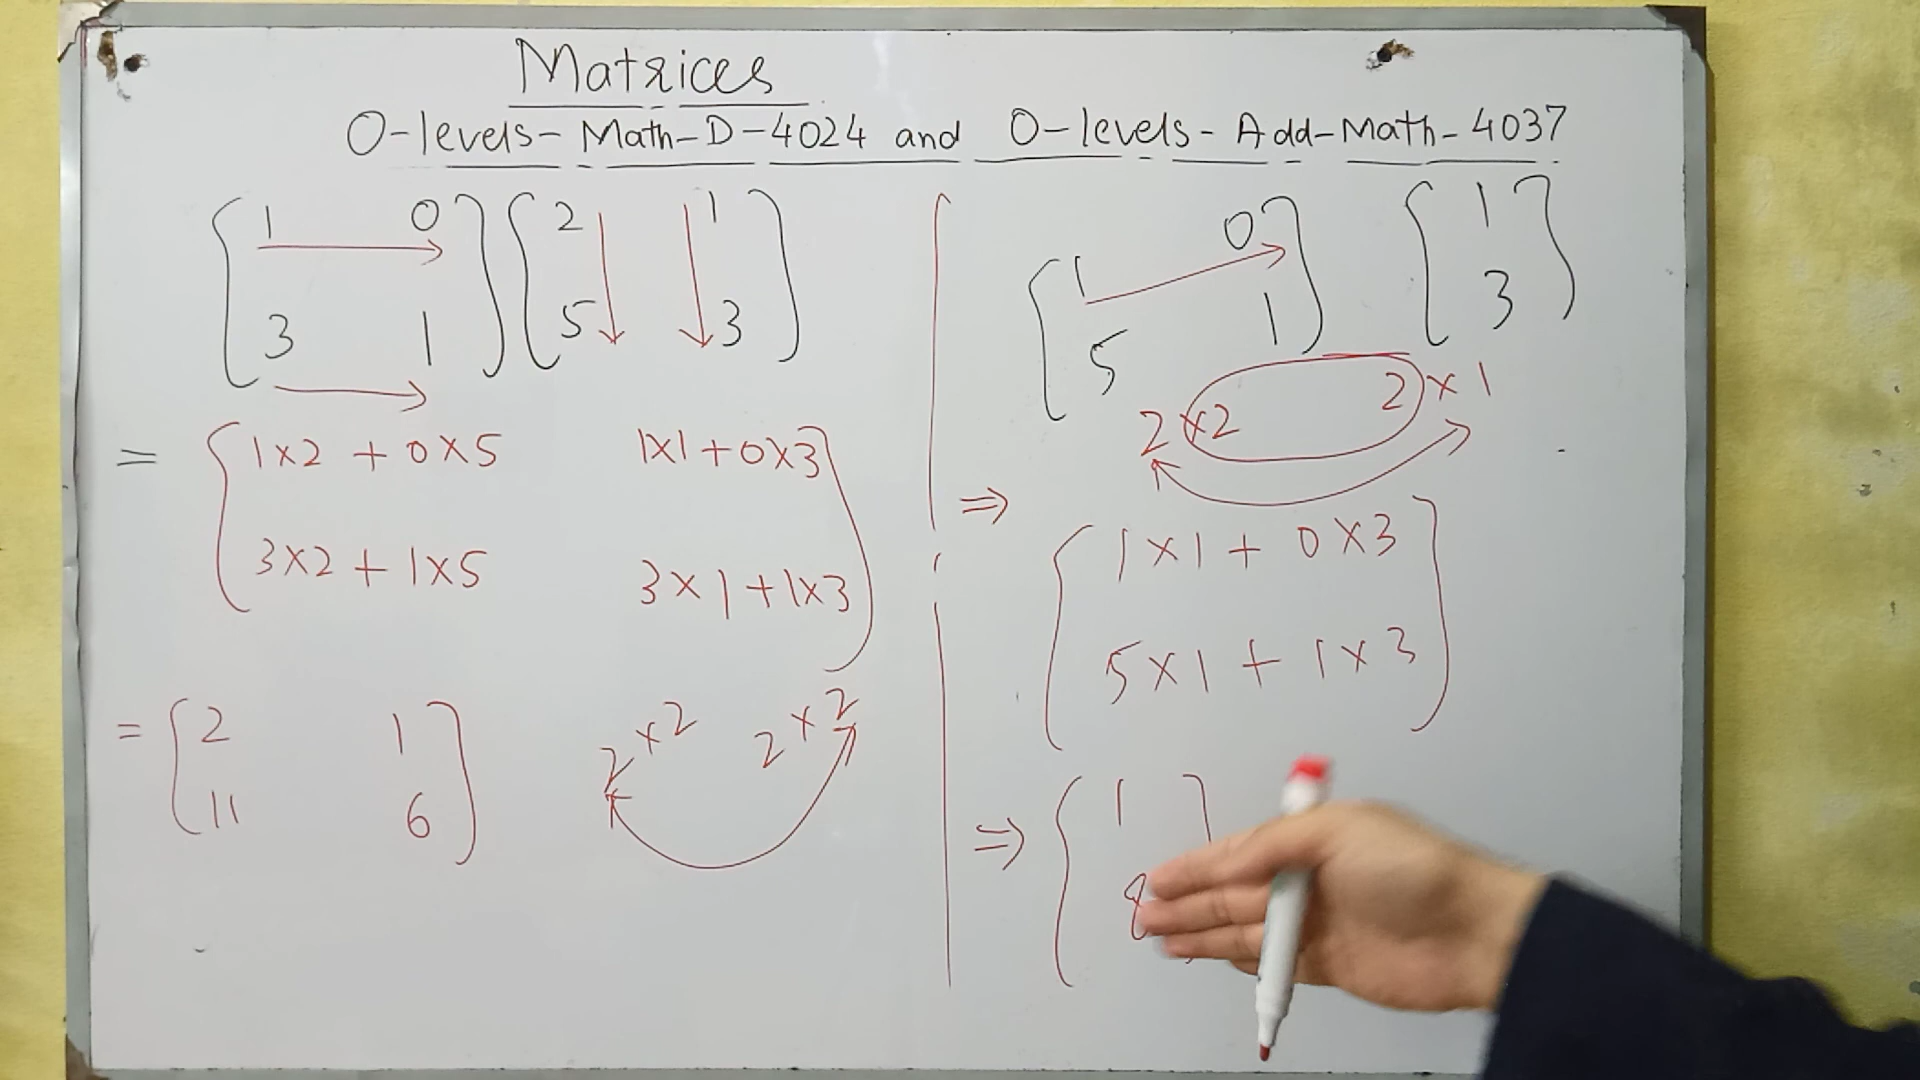 Matrices
O-levels-Math-D-4024 and O-levels-Add-Math-4037
1 0 2 1
3 1 5 3
= 1x2 + 0x5 1x1+0x3
3x2 + 1x5 3x1+1x3
= 2 1
11 6
2x2 2x2
1 0 1
5 1 3
2x2 2x1
⇒ 1x1 + 0x3
5x1 + 1x3
⇒ 1
8